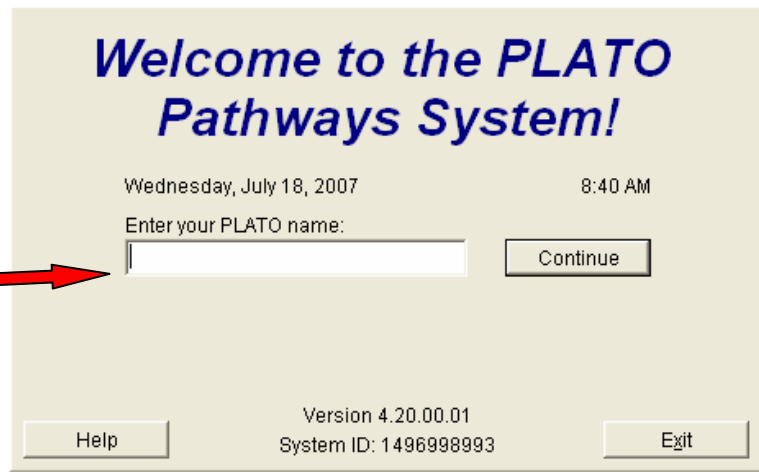 Welcome to the PLATO
Pathways System!
Wednesday, July 18, 2007 8:40 AM
Enter your PLATO name:
Continue
Version 4.20.00.01
Help System ID: 1496998993 Exit